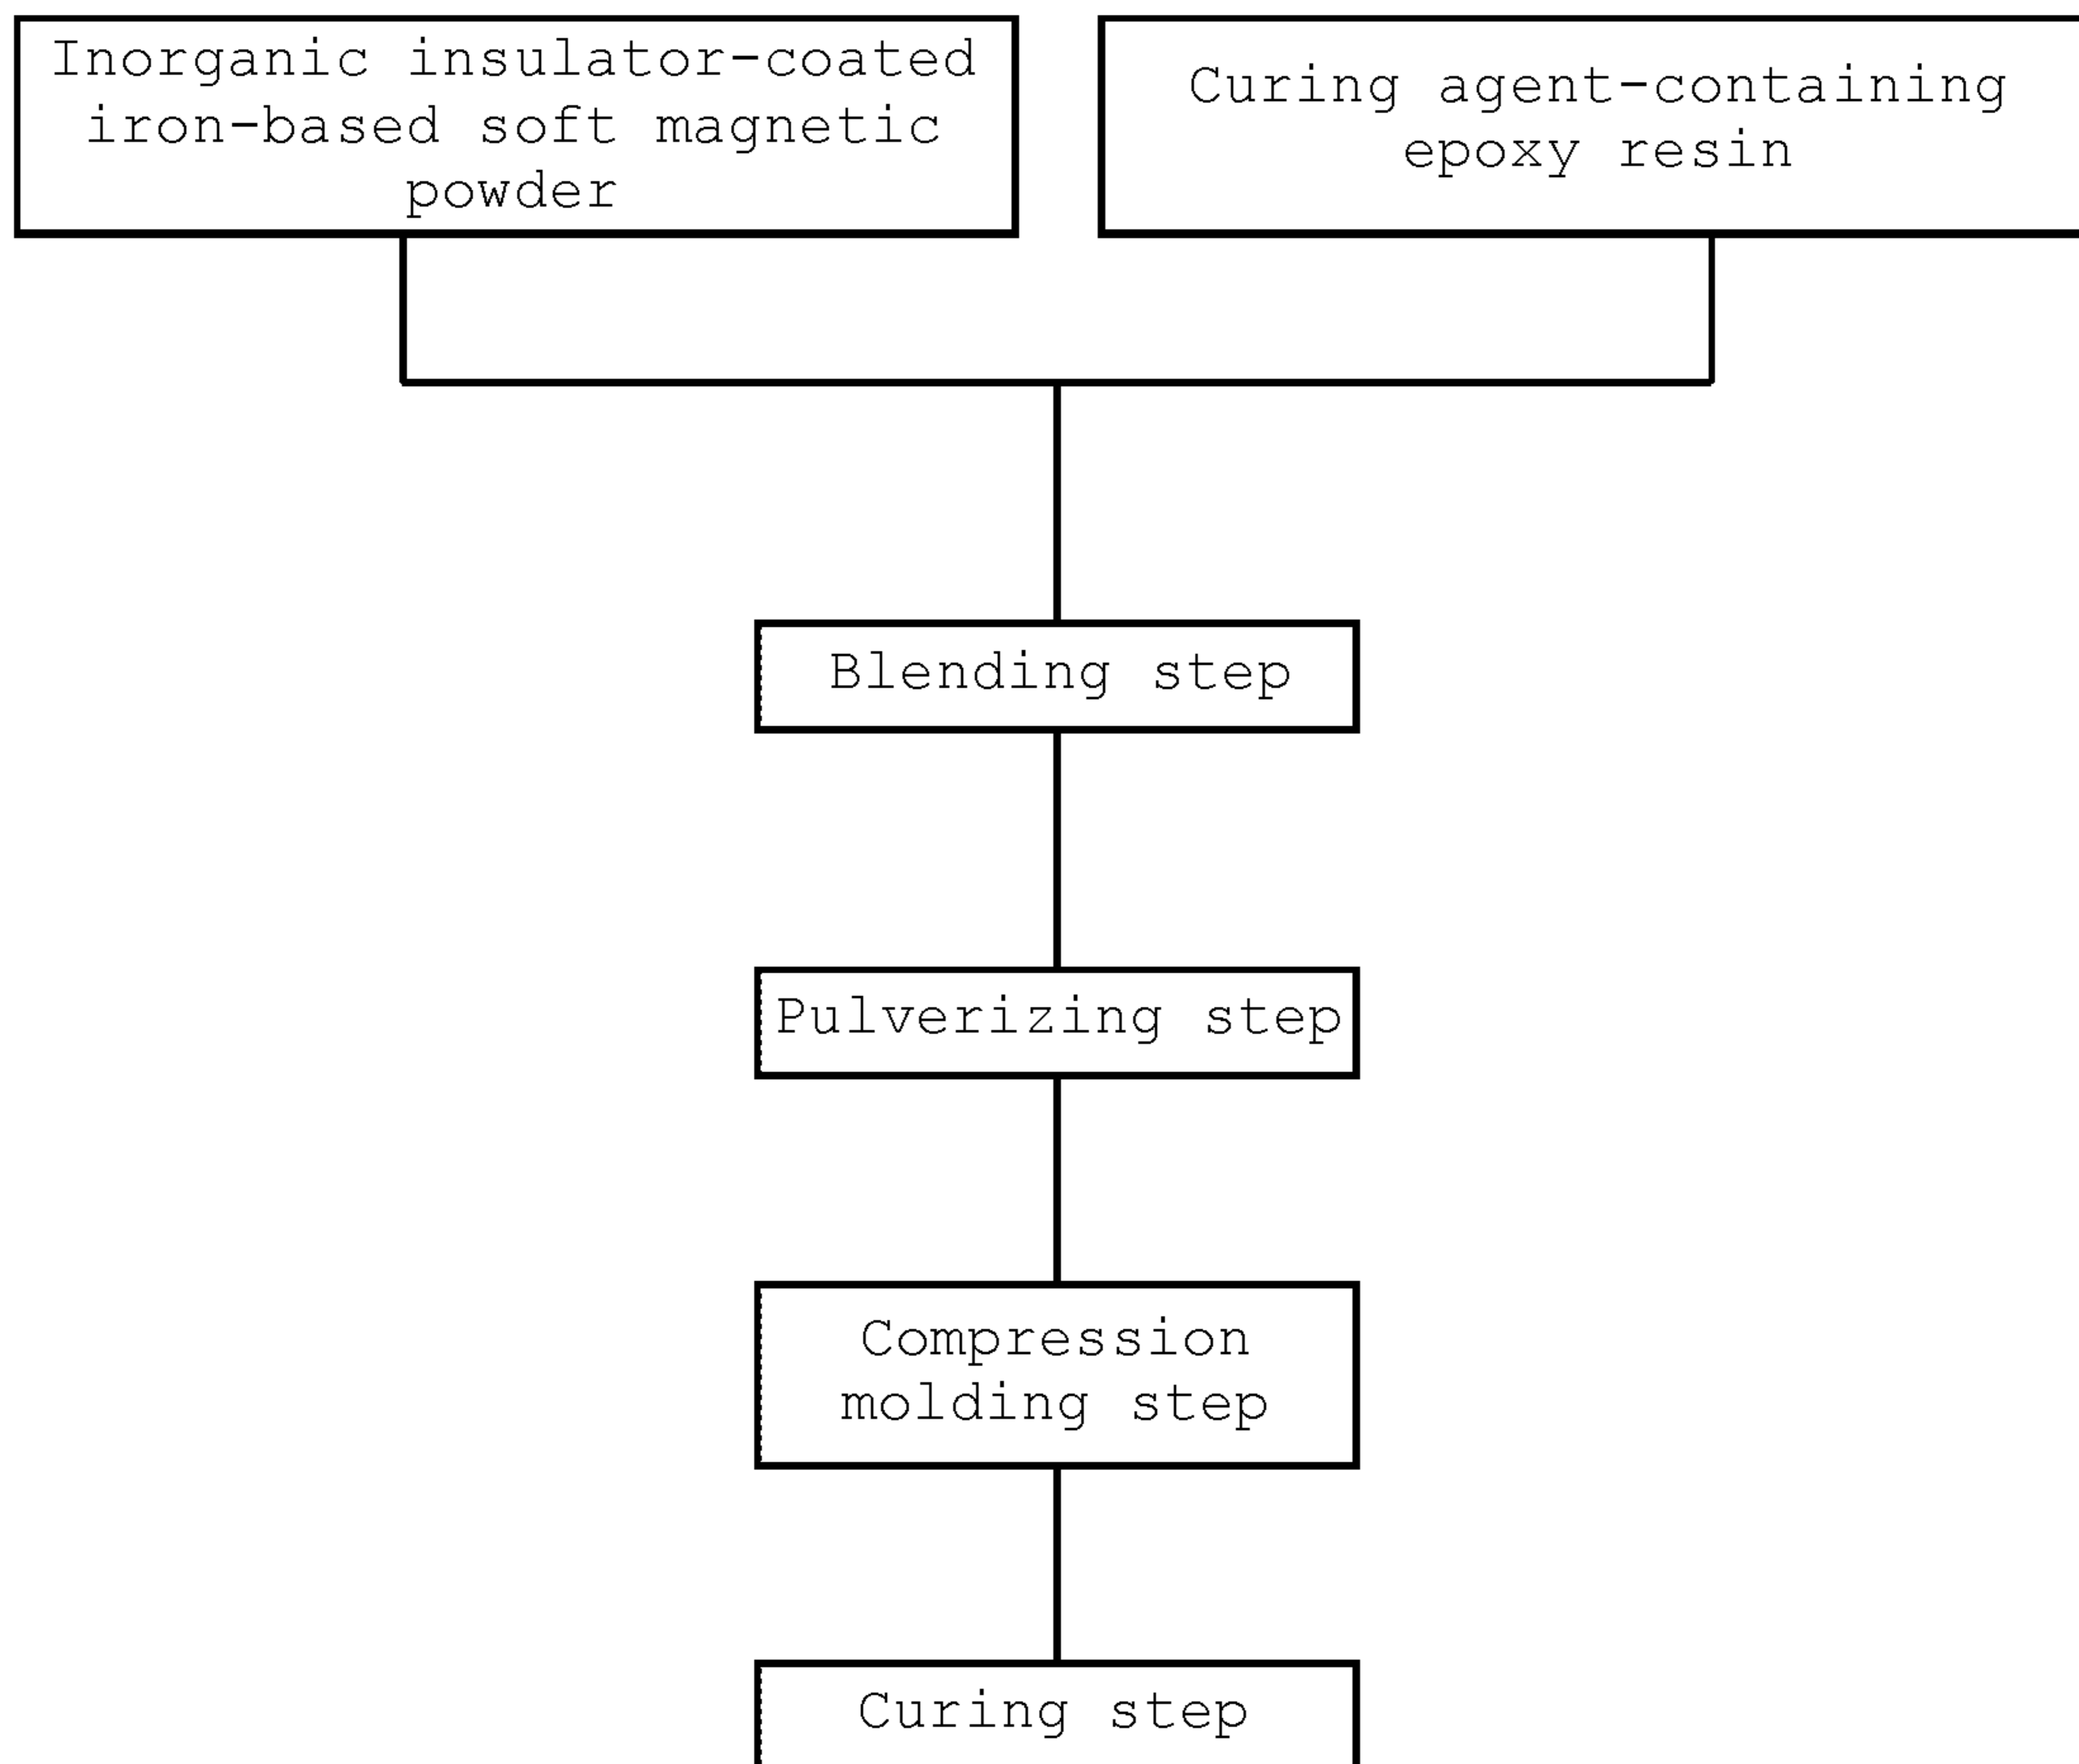 Inorganic insulator-coated
iron-based soft magnetic
powder
Curing agent-containing
epoxy resin
Blending step
Pulverizing step
Compression
molding step
Curing step